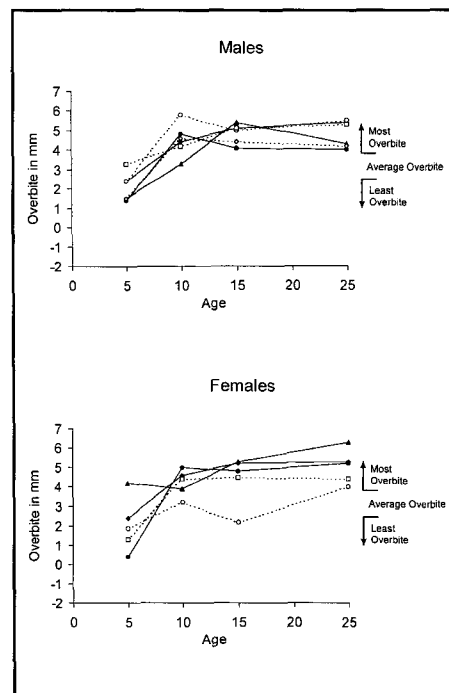 Males
Overbite in mm
7
6
5
4
3
2
1
0
-1
-2
0 5 10 15 20 25
Age
Most
Overbite
Average Overbite
Least
Overbite
Females
Overbite in mm
7
6
5
4
3
2
1
0
-1
-2
0 5 10 15 20 25
Age
Most
Overbite
Average Overbite
Least
Overbite